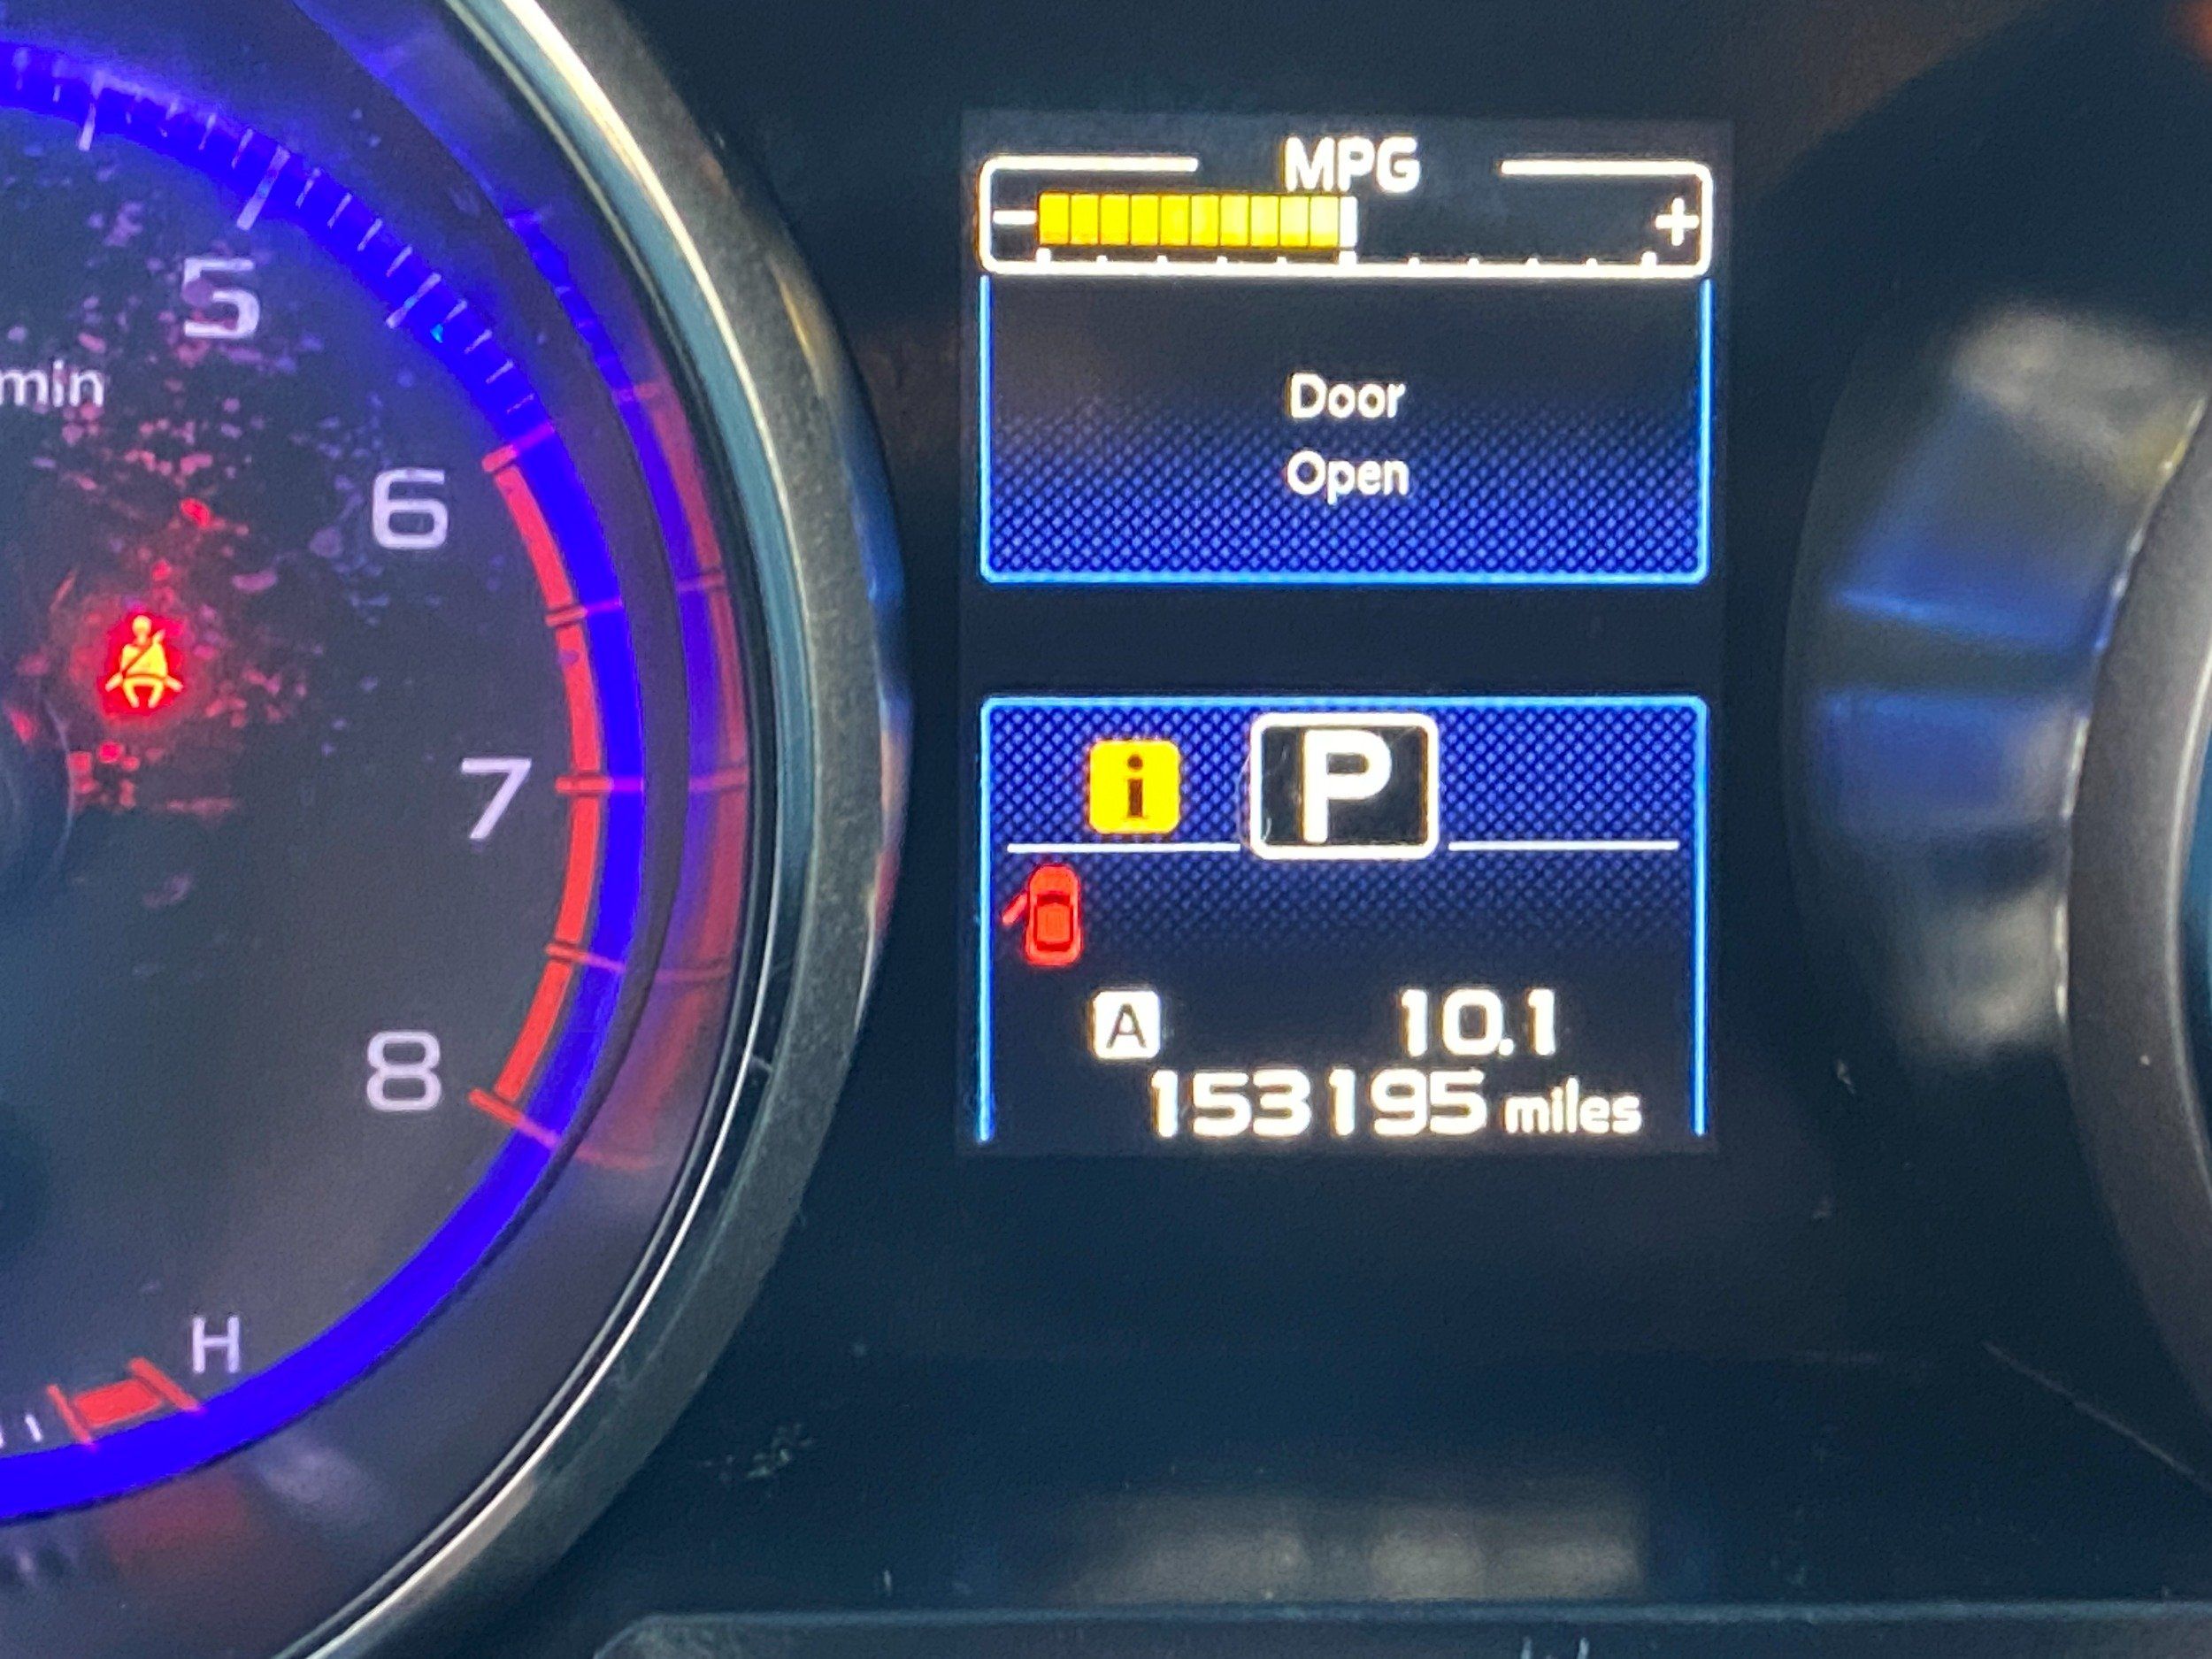 5
min
6
7
8
H
MPG
- +
Door
Open
i P
A 10.1
153195 miles